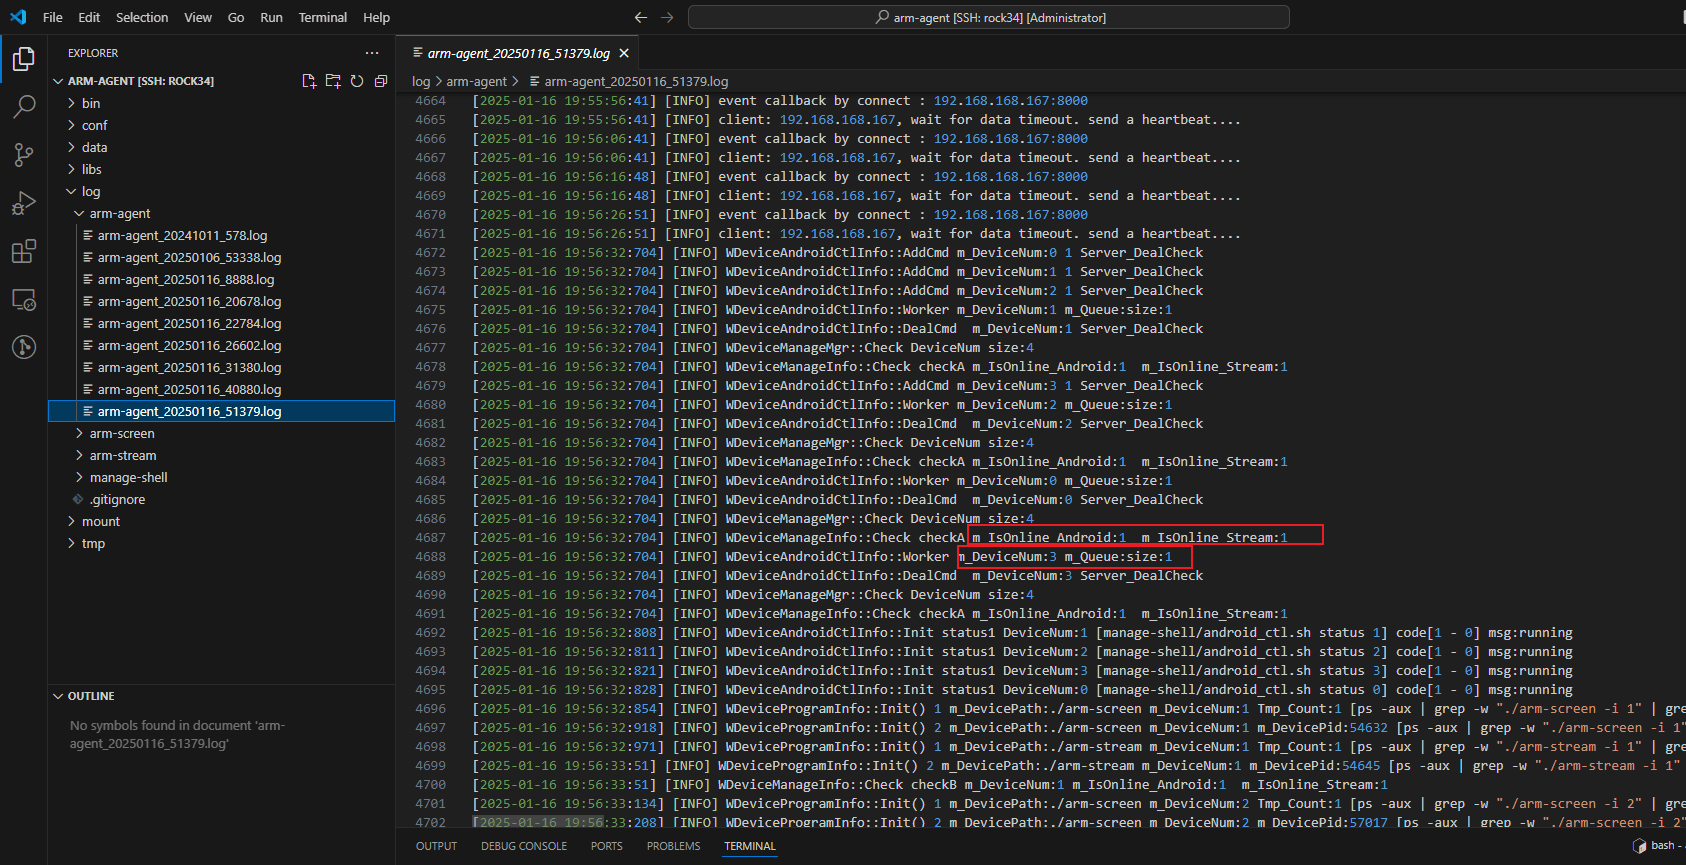 File Edit Selection View Go Run Terminal Help
arm-agent [SSH: rock34] [Administrator]
EXPLORER
ARM-AGENT [SSH: ROCK34]
bin
conf
data
libs
log
arm-agent
arm-agent_20241011_578.log
arm-agent_20250106_53338.log
arm-agent_20250116_8888.log
arm-agent_20250116_20678.log
arm-agent_20250116_22784.log
arm-agent_20250116_26602.log
arm-agent_20250116_31380.log
arm-agent_20250116_40880.log
arm-agent_20250116_51379.log
arm-screen
arm-stream
manage-shell
.gitignore
mount
tmp
OUTLINE
No symbols found in document 'arm-
agent_20250116_51379.log'
arm-agent_20250116_51379.log
log > arm-agent > arm-agent_20250116_51379.log
4664 [2025-01-16 19:55:56:41] [INFO] event callback by connect : 192.168.168.167:8000
4665 [2025-01-16 19:55:56:41] [INFO] client: 192.168.168.167, wait for data timeout. send a heartbeat....
4666 [2025-01-16 19:56:06:41] [INFO] event callback by connect : 192.168.168.167:8000
4667 [2025-01-16 19:56:06:41] [INFO] client: 192.168.168.167, wait for data timeout. send a heartbeat....
4668 [2025-01-16 19:56:16:48] [INFO] event callback by connect : 192.168.168.167:8000
4669 [2025-01-16 19:56:16:48] [INFO] client: 192.168.168.167, wait for data timeout. send a heartbeat....
4670 [2025-01-16 19:56:26:51] [INFO] event callback by connect : 192.168.168.167:8000
4671 [2025-01-16 19:56:26:51] [INFO] client: 192.168.168.167, wait for data timeout. send a heartbeat....
4672 [2025-01-16 19:56:32:704] [INFO] WDeviceAndroidCtlInfo::AddCmd m_DeviceNum:0 1 Server_DealCheck
4673 [2025-01-16 19:56:32:704] [INFO] WDeviceAndroidCtlInfo::AddCmd m_DeviceNum:1 1 Server_DealCheck
4674 [2025-01-16 19:56:32:704] [INFO] WDeviceAndroidCtlInfo::AddCmd m_DeviceNum:2 1 Server_DealCheck
4675 [2025-01-16 19:56:32:704] [INFO] WDeviceAndroidCtlInfo::Worker m_DeviceNum:1 m_Queue:size:1
4676 [2025-01-16 19:56:32:704] [INFO] WDeviceAndroidCtlInfo::DealCmd  m_DeviceNum:1 Server_DealCheck
4677 [2025-01-16 19:56:32:704] [INFO] WDeviceManageMgr::Check DeviceNum size:4
4678 [2025-01-16 19:56:32:704] [INFO] WDeviceManageInfo::Check checkA m_IsOnline_Android:1  m_IsOnline_Stream:1
4679 [2025-01-16 19:56:32:704] [INFO] WDeviceAndroidCtlInfo::AddCmd m_DeviceNum:3 1 Server_DealCheck
4680 [2025-01-16 19:56:32:704] [INFO] WDeviceAndroidCtlInfo::Worker m_DeviceNum:2 m_Queue:size:1
4681 [2025-01-16 19:56:32:704] [INFO] WDeviceAndroidCtlInfo::DealCmd  m_DeviceNum:2 Server_DealCheck
4682 [2025-01-16 19:56:32:704] [INFO] WDeviceManageMgr::Check DeviceNum size:4
4683 [2025-01-16 19:56:32:704] [INFO] WDeviceManageInfo::Check checkA m_IsOnline_Android:1  m_IsOnline_Stream:1
4684 [2025-01-16 19:56:32:704] [INFO] WDeviceAndroidCtlInfo::Worker m_DeviceNum:0 m_Queue:size:1
4685 [2025-01-16 19:56:32:704] [INFO] WDeviceAndroidCtlInfo::DealCmd  m_DeviceNum:0 Server_DealCheck
4686 [2025-01-16 19:56:32:704] [INFO] WDeviceManageMgr::Check DeviceNum size:4
4687 [2025-01-16 19:56:32:704] [INFO] WDeviceManageInfo::Check checkA m_IsOnline_Android:1  m_IsOnline_Stream:1
4688 [2025-01-16 19:56:32:704] [INFO] WDeviceAndroidCtlInfo::Worker m_DeviceNum:3 m_Queue:size:1
4689 [2025-01-16 19:56:32:704] [INFO] WDeviceAndroidCtlInfo::DealCmd  m_DeviceNum:3 Server_DealCheck
4690 [2025-01-16 19:56:32:704] [INFO] WDeviceManageMgr::Check DeviceNum size:4
4691 [2025-01-16 19:56:32:704] [INFO] WDeviceManageInfo::Check checkA m_IsOnline_Android:1  m_IsOnline_Stream:1
4692 [2025-01-16 19:56:32:808] [INFO] WDeviceAndroidCtlInfo::Init status1 DeviceNum:1 [manage-shell/android_ctl.sh status 1] code[1 - 0] msg:running
4693 [2025-01-16 19:56:32:811] [INFO] WDeviceAndroidCtlInfo::Init status1 DeviceNum:2 [manage-shell/android_ctl.sh status 2] code[1 - 0] msg:running
4694 [2025-01-16 19:56:32:821] [INFO] WDeviceAndroidCtlInfo::Init status1 DeviceNum:3 [manage-shell/android_ctl.sh status 3] code[1 - 0] msg:running
4695 [2025-01-16 19:56:32:828] [INFO] WDeviceAndroidCtlInfo::Init status1 DeviceNum:0 [manage-shell/android_ctl.sh status 0] code[1 - 0] msg:running
4696 [2025-01-16 19:56:32:854] [INFO] WDeviceProgramInfo::Init() 1 m_DevicePath:./arm-screen m_DeviceNum:1 Tmp_Count:1 [ps -aux | grep -w "./arm-screen -i 1" | gre
4697 [2025-01-16 19:56:32:918] [INFO] WDeviceProgramInfo::Init() 2 m_DevicePath:./arm-screen m_DeviceNum:1 m_DevicePid:54632 [ps -aux | grep -w "./arm-screen -i 1"
4698 [2025-01-16 19:56:32:971] [INFO] WDeviceProgramInfo::Init() 1 m_DevicePath:./arm-stream m_DeviceNum:1 Tmp_Count:1 [ps -aux | grep -w "./arm-stream -i 1" | gre
4699 [2025-01-16 19:56:33:51] [INFO] WDeviceProgramInfo::Init() 2 m_DevicePath:./arm-stream m_DeviceNum:1 m_DevicePid:54645 [ps -aux | grep -w "./arm-stream -i 1"
4700 [2025-01-16 19:56:33:51] [INFO] WDeviceManageInfo::Check checkB m_DeviceNum:1 m_IsOnline_Android:1  m_IsOnline_Stream:1
4701 [2025-01-16 19:56:33:134] [INFO] WDeviceProgramInfo::Init() 1 m_DevicePath:./arm-screen m_DeviceNum:2 Tmp_Count:1 [ps -aux | grep -w "./arm-screen -i 2" | gre
4702 [2025-01-16 19:56:33:208] [INFO] WDeviceProgramInfo::Init() 2 m_DevicePath:./arm-screen m_DeviceNum:2 m_DevicePid:57017 [ps -aux | grep -w "./arm-screen -i 2"
OUTPUT DEBUG CONSOLE PORTS PROBLEMS TERMINAL
bash -